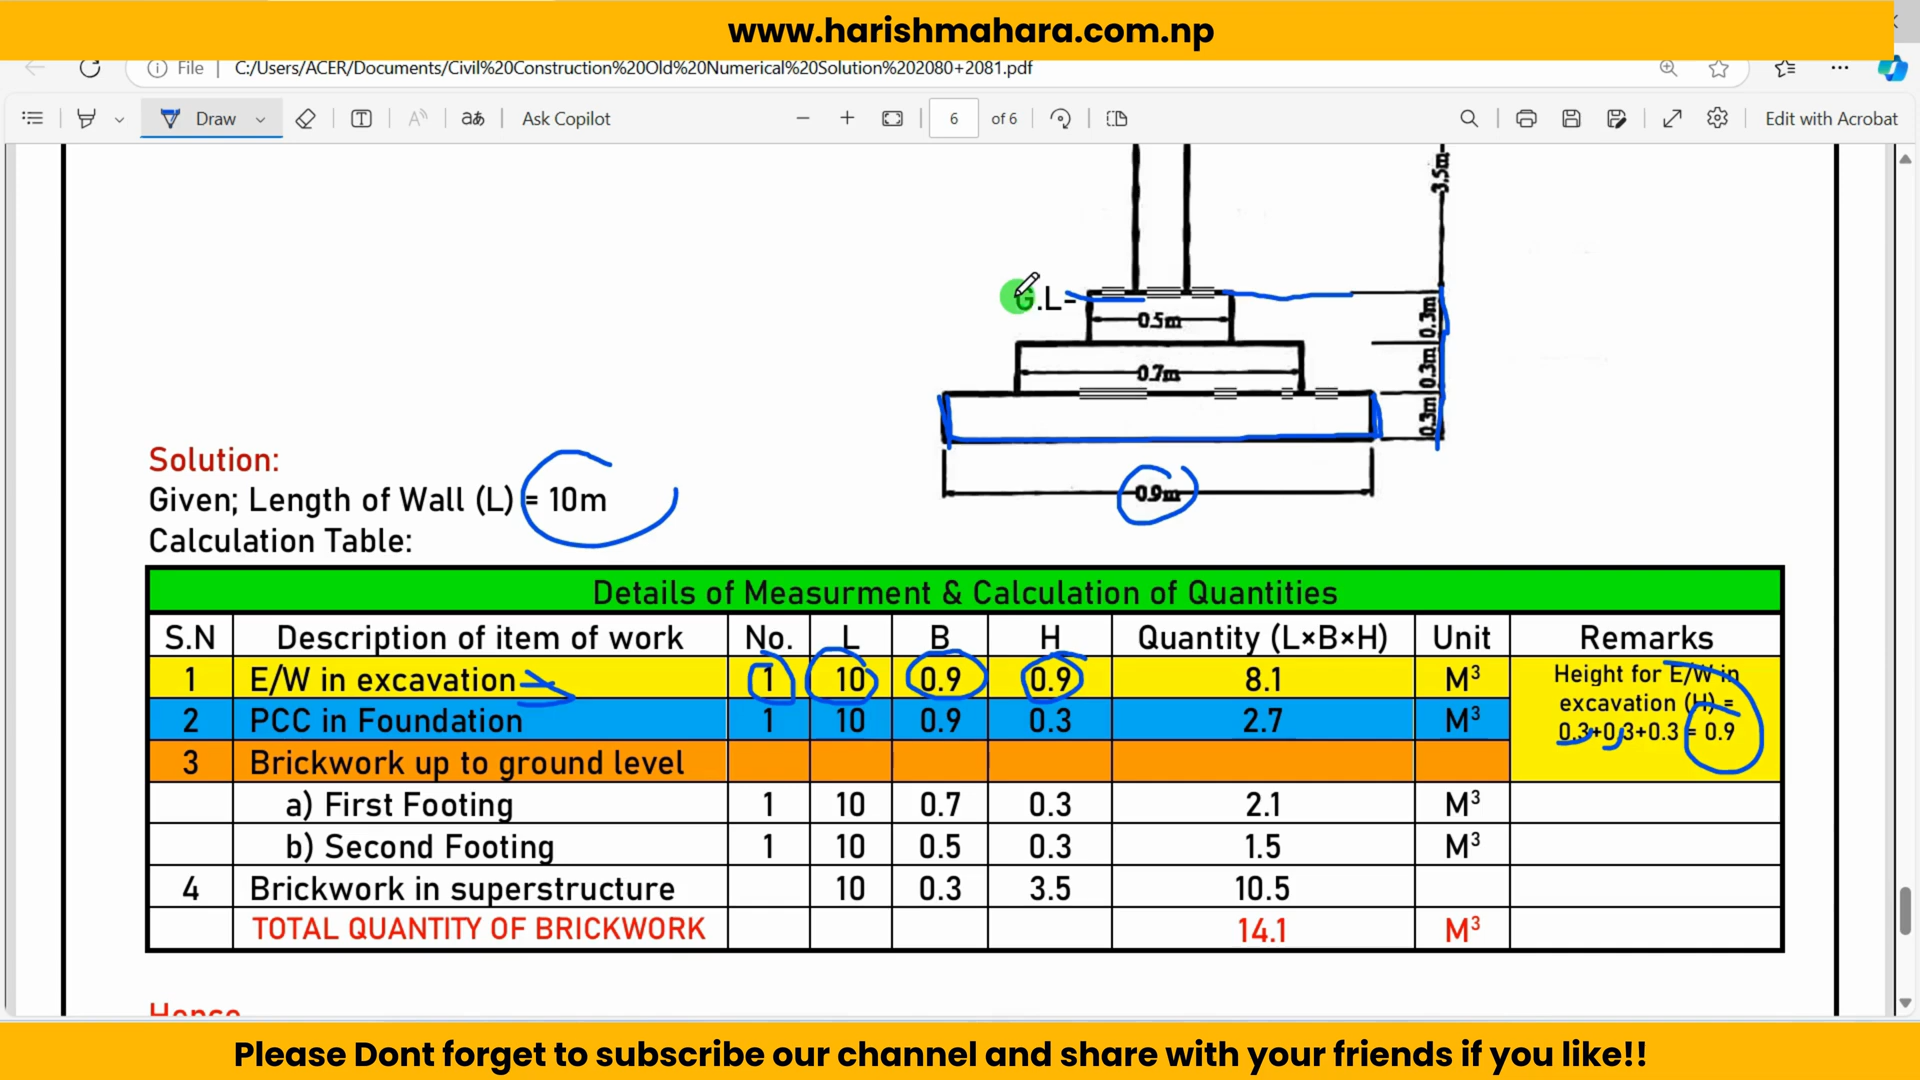 www.harishmahara.com.np
File | C:/Users/ACER/Documents/Civil%20Construction%20Old%20Numerical%20Solution%202080+2081.pdf
Draw
aあ
Ask Copilot
6 of 6
Edit with Acrobat
3.5m
G.L-
0.5m
0.3m
0.7m
0.3m
0.3m
0.9m
Solution:
Given; Length of Wall (L) = 10m
Calculation Table:
Details of Measurment & Calculation of Quantities
S.N Description of item of work No. L B H Quantity (L×B×H) Unit Remarks
1 E/W in excavation 1 10 0.9 0.9 8.1 M³ Height for E/W in
excavation (H) =
0.3+0.3+0.3 = 0.9
2 PCC in Foundation 1 10 0.9 0.3 2.7 M³
3 Brickwork up to ground level
a) First Footing 1 10 0.7 0.3 2.1 M³
b) Second Footing 1 10 0.5 0.3 1.5 M³
4 Brickwork in superstructure 10 0.3 3.5 10.5
TOTAL QUANTITY OF BRICKWORK 14.1 M³
Hence
Please Dont forget to subscribe our channel and share with your friends if you like!!